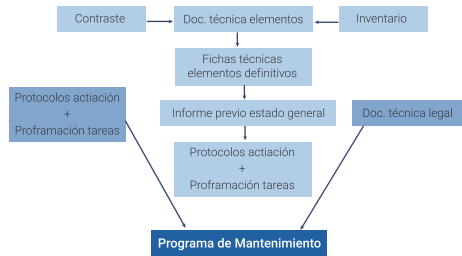 Contraste
Doc. técnica elementos
Inventario
Fichas técnicas
elementos definitivos
Protocolos actiación
+
Proframación tareas
Informe previo estado general
Doc. técnica legal
Protocolos actiación
+
Proframación tareas
Programa de Mantenimiento